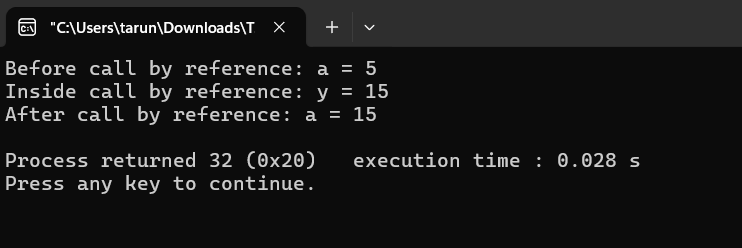 "C:\Users\tarun\Downloads\T
Before call by reference: a = 5
Inside call by reference: y = 15
After call by reference: a = 15
Process returned 32 (0x20)   execution time : 0.028 s
Press any key to continue.